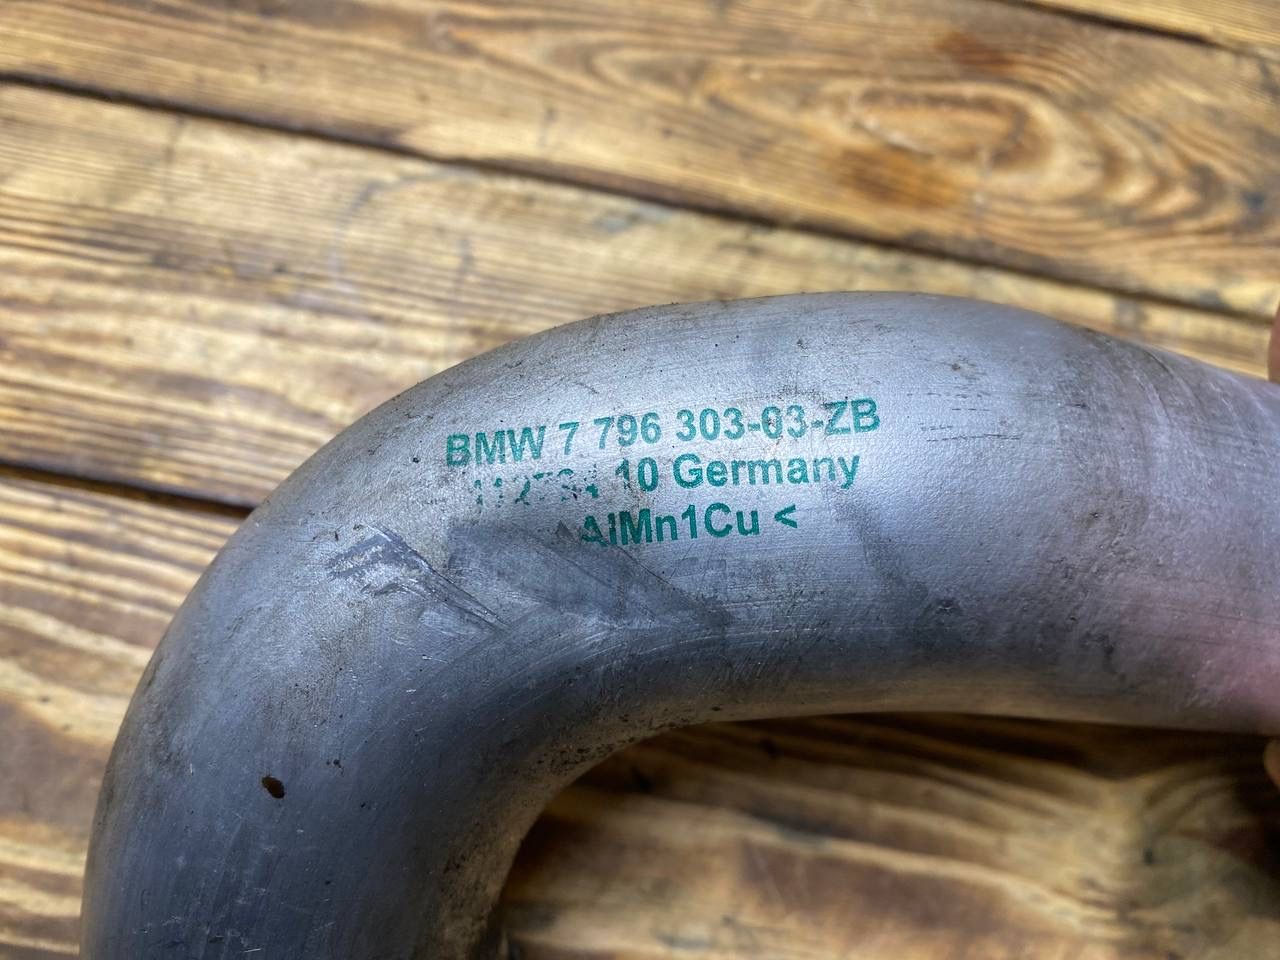 BMW 7 796 303-03-ZB
10 Germany
AlMn1Cu <